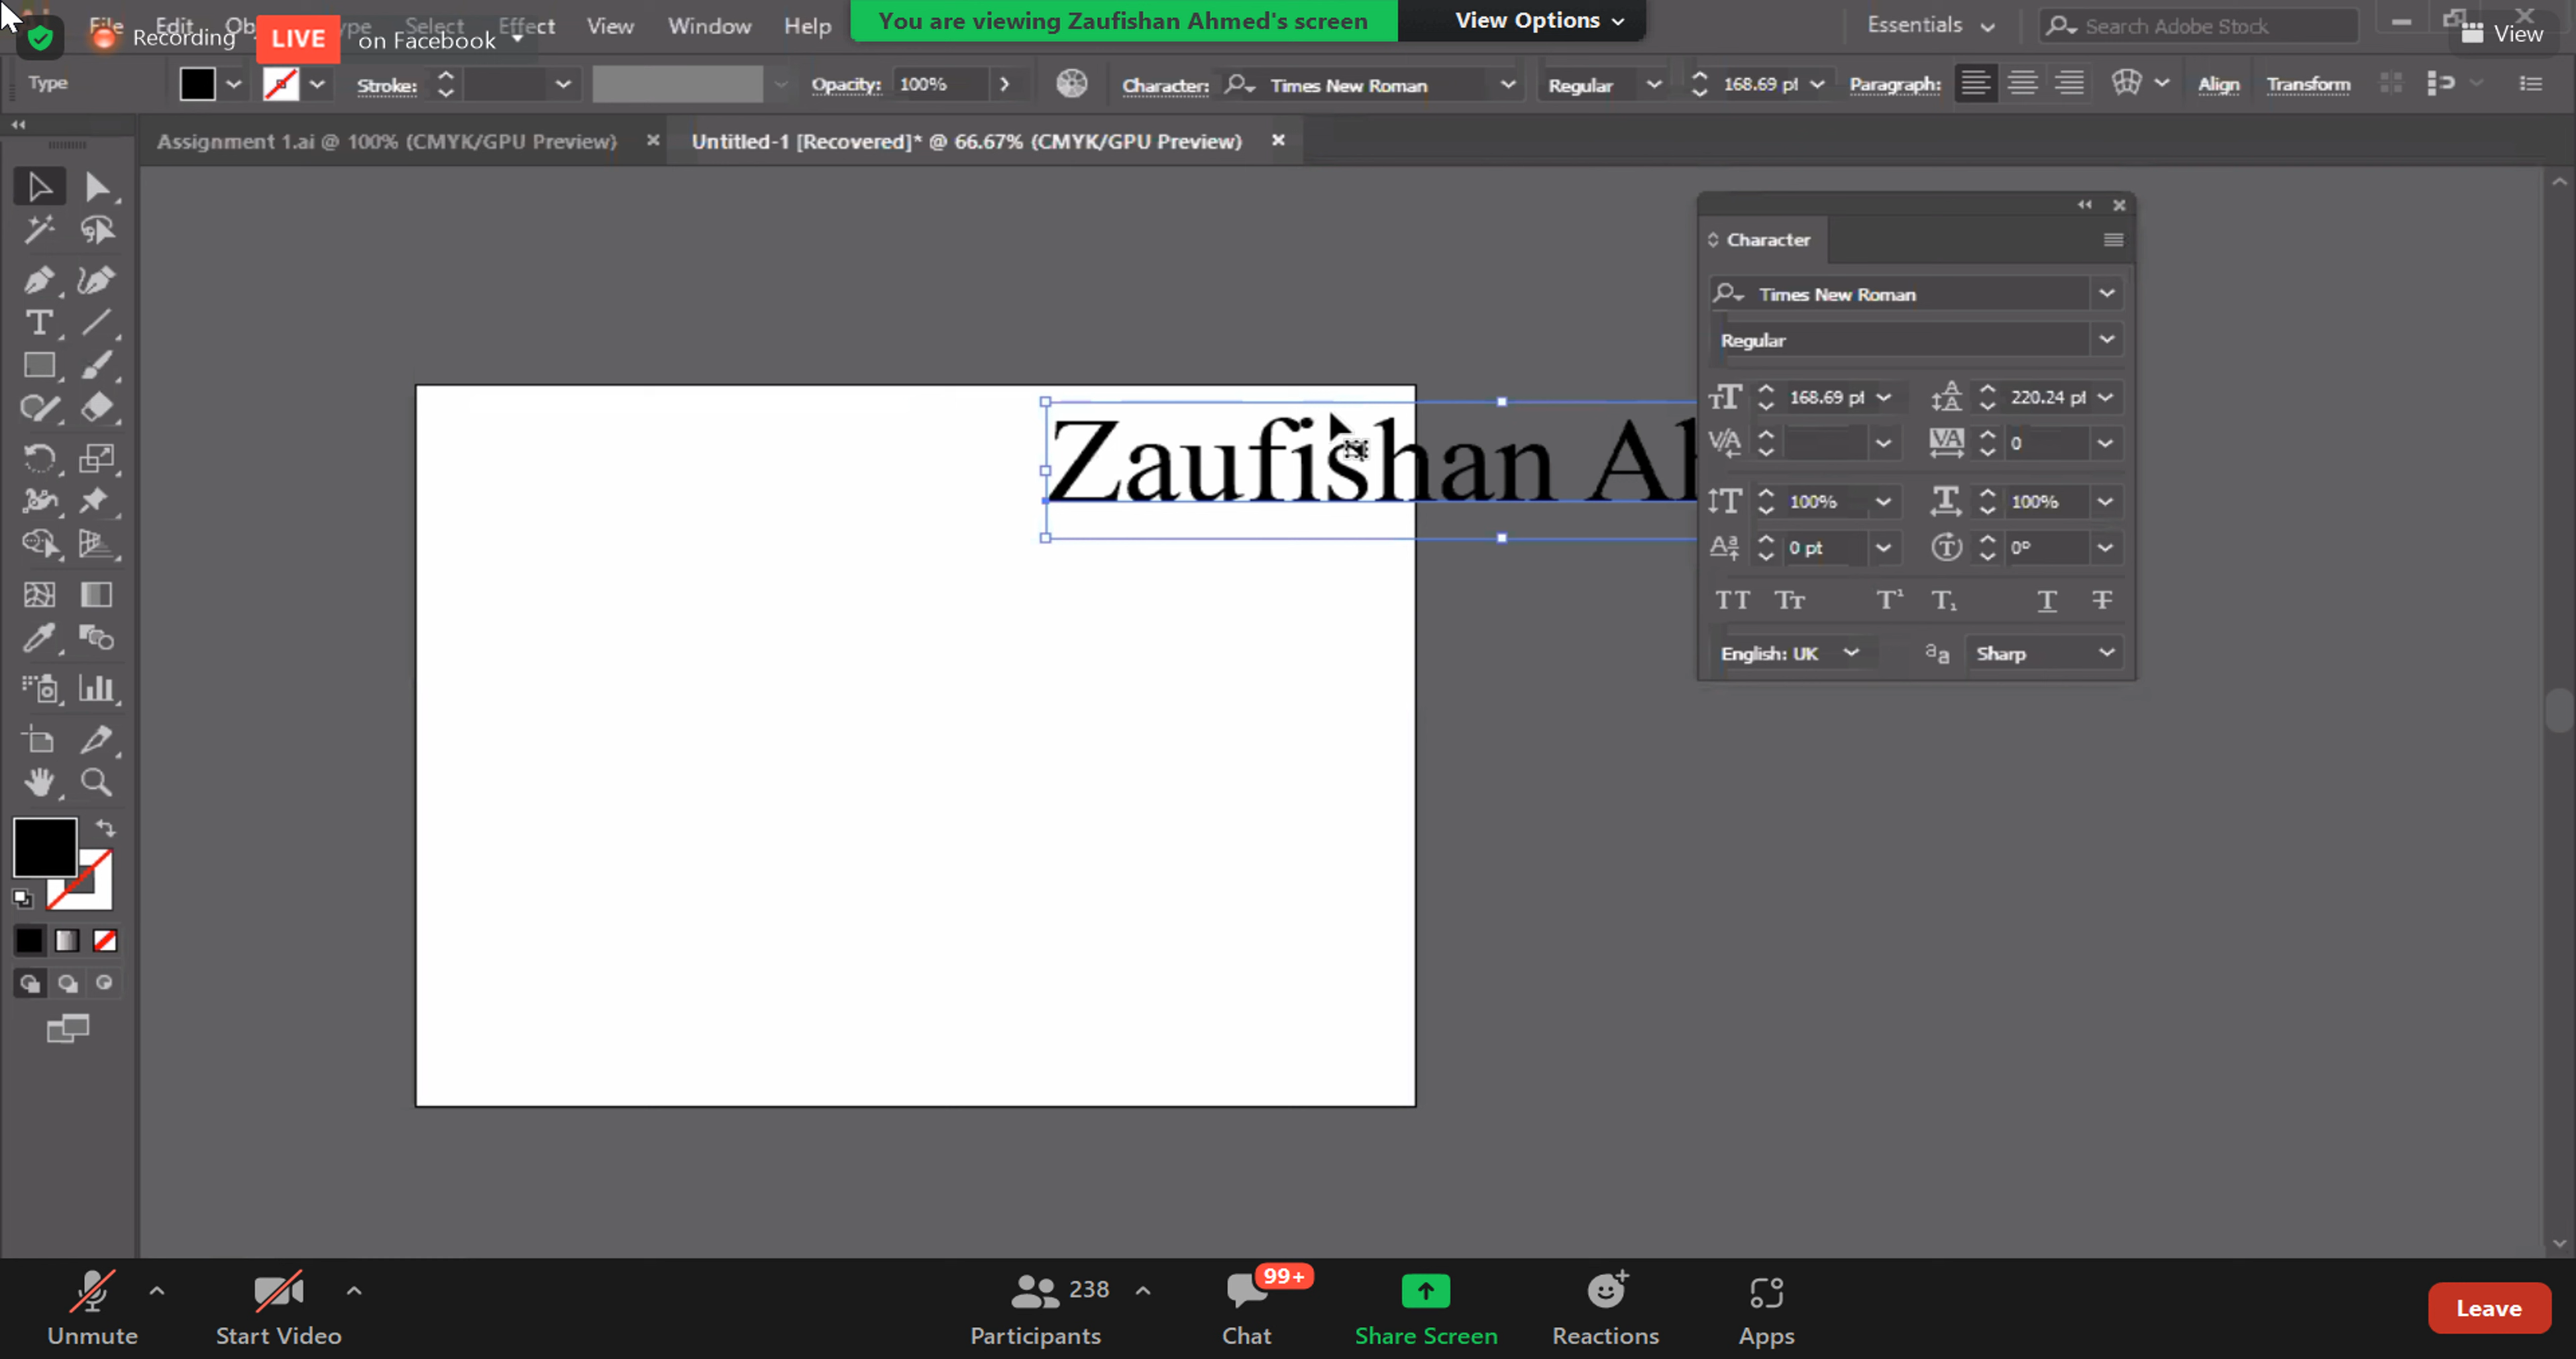 File Edit Select Effect View Window Help
Recording LIVE on Facebook
You are viewing Zaufishan Ahmed's screen View Options
Essentials Search Adobe Stock View
Type Stroke: Opacity: 100% Character: Times New Roman Regular 168.69 pt Paragraph: Align Transform
Assignment 1.ai @ 100% (CMYK/GPU Preview) Untitled-1 [Recovered]* @ 66.67% (CMYK/GPU Preview)
Zaufishan Ah
Character
Times New Roman
Regular
168.69 pt 220.24 pt
0
100% 100%
0 pt 0°
English: UK Sharp
238 99+
Unmute Start Video Participants Chat Share Screen Reactions Apps Leave